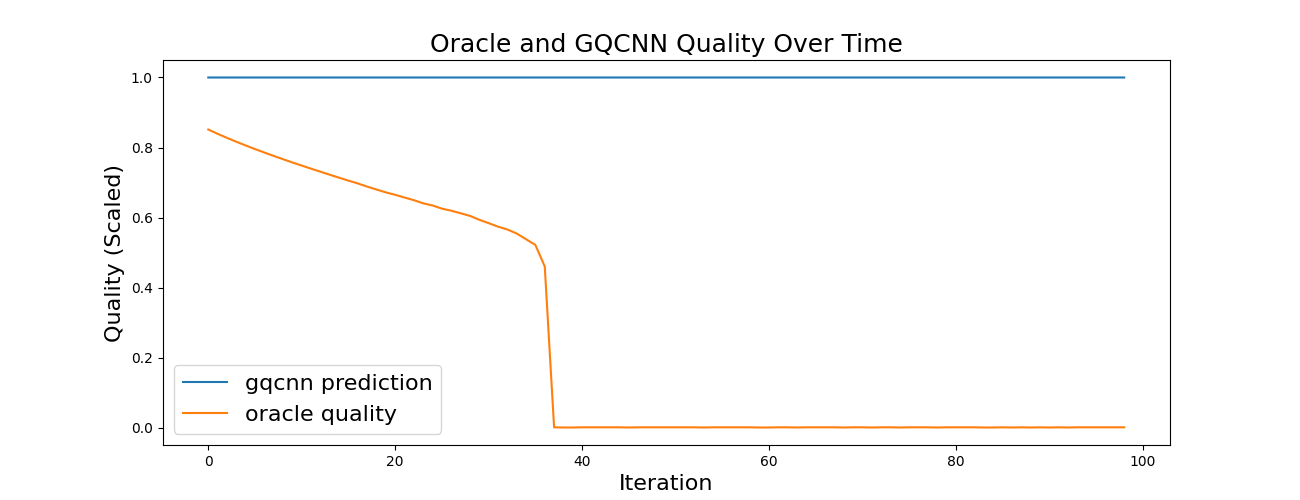 Oracle and GQCNN Quality Over Time
Quality (Scaled)
1.0
0.8
0.6
0.4
0.2
0.0
gqcnn prediction
oracle quality
0 20 40 60 80 100
Iteration